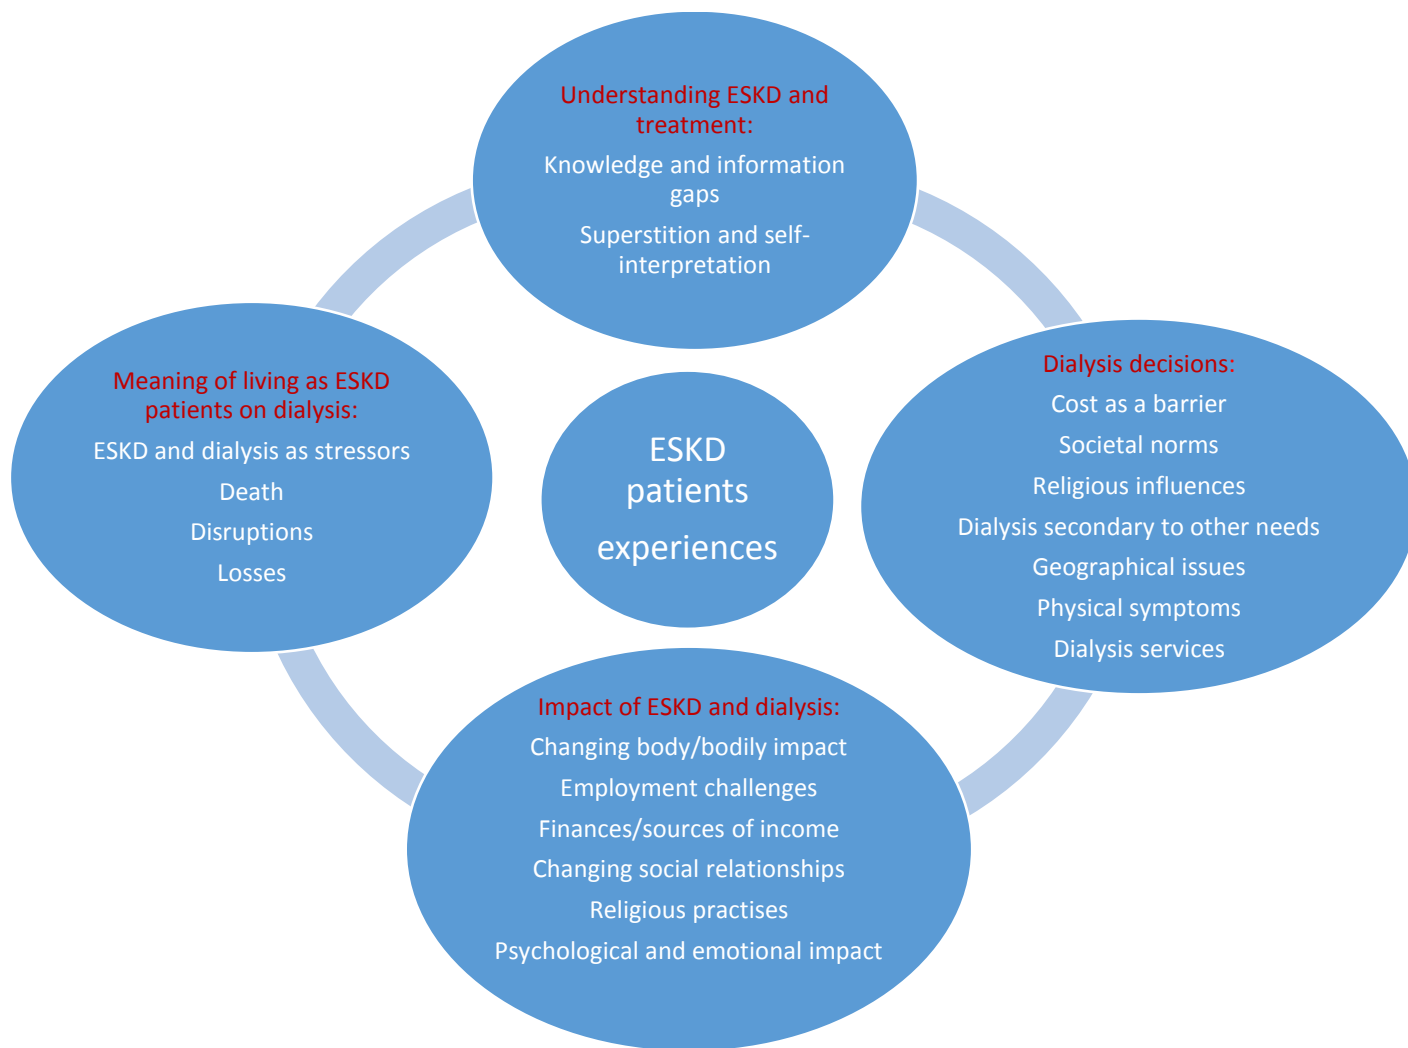 Understanding ESKD and
treatment:
Knowledge and information
gaps
Superstition and self-
interpretation
Meaning of living as ESKD
patients on dialysis:
ESKD and dialysis as stressors
Death
Disruptions
Losses
ESKD
patients
experiences
Dialysis decisions:
Cost as a barrier
Societal norms
Religious influences
Dialysis secondary to other needs
Geographical issues
Physical symptoms
Dialysis services
Impact of ESKD and dialysis:
Changing body/bodily impact
Employment challenges
Finances/sources of income
Changing social relationships
Religious practises
Psychological and emotional impact